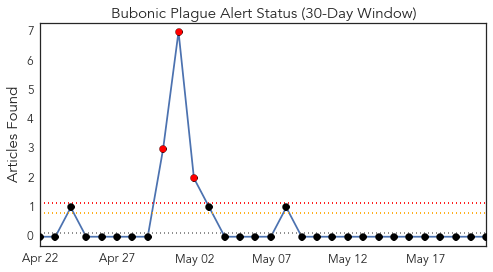 Bubonic Plague Alert Status (30-Day Window)
Articles Found
7
6
5
4
3
2
1
0
Apr 22
Apr 27
May 02
May 07
May 12
May 17